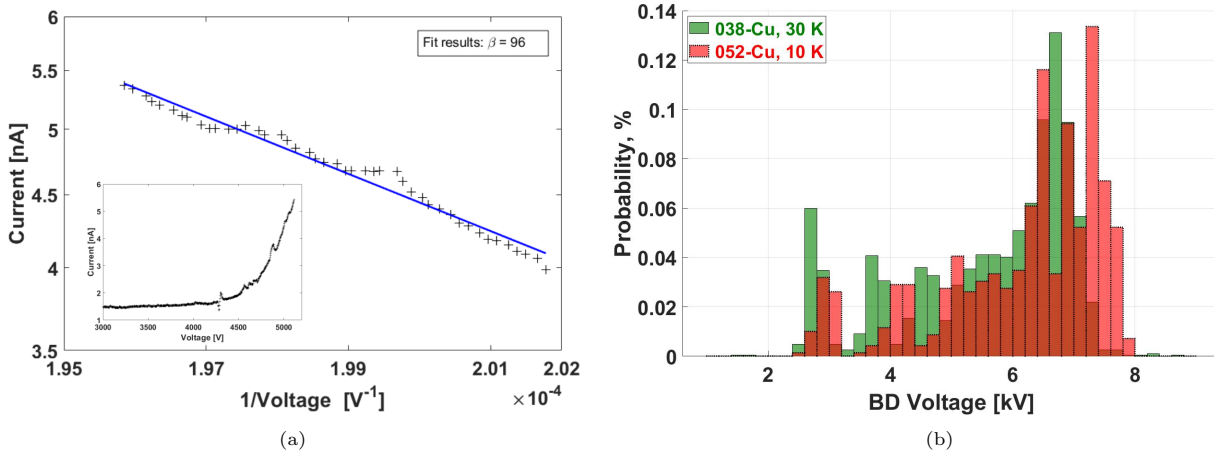 6
5.5
5
4.5
4
3.5
Current [nA]
Fit results: β = 96
6
5
4
3
2
1
Current [nA]
3000 3500 4000 4500 5000
Voltage [V]
1.95 1.97 1.99 2.01 2.02
1/Voltage [V⁻¹] × 10⁻⁴
(a)
0.14
0.12
0.1
0.08
0.06
0.04
0.02
0
Probability, %
038-Cu, 30 K
052-Cu, 10 K
2 4 6 8
BD Voltage [kV]
(b)